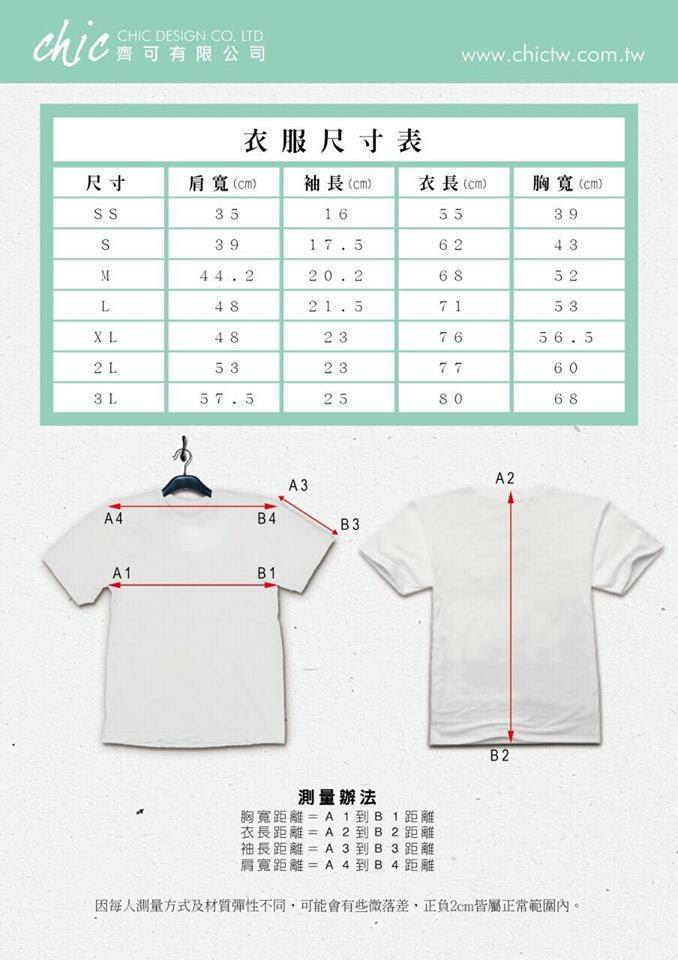 chic CHIC DESIGN CO. LTD
齊可有限公司
www.chictw.com.tw
衣服尺寸表
尺寸 肩寬(cm) 袖長(cm) 衣長(cm) 胸寬(cm)
SS 35 16 55 39
S 39 17.5 62 43
M 44.2 20.2 68 52
L 48 21.5 71 53
XL 48 23 76 56.5
2L 53 23 77 60
3L 57.5 25 80 68
A3
B3
A4 B4
A1 B1
A2
B2
測量辦法
胸寬距離=A1到B1距離
衣長距離=A2到B2距離
袖長距離=A3到B3距離
肩寬距離=A4到B4距離
因每人測量方式及材質彈性不同,可能會有些微落差,正負2cm皆屬正常範圍內。